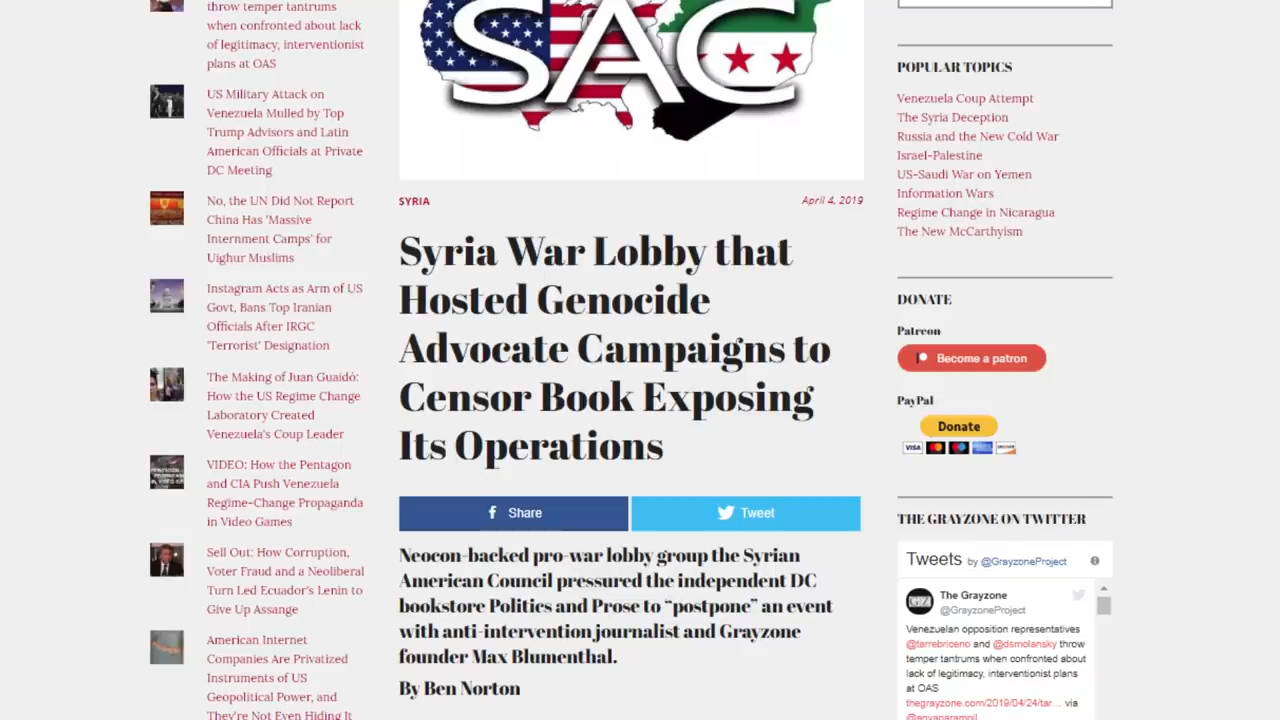 throw temper tantrums
when confronted about lack
of legitimacy, interventionist
plans at OAS
US Military Attack on
Venezuela Mulled by Top
Trump Advisors and Latin
American Officials at Private
DC Meeting
No, the UN Did Not Report
China Has 'Massive
Internment Camps' for
Uighur Muslims
Instagram Acts as Arm of US
Govt, Bans Top Iranian
Officials After IRGC
'Terrorist' Designation
The Making of Juan Guaidó:
How the US Regime Change
Laboratory Created
Venezuela's Coup Leader
VIDEO: How the Pentagon
and CIA Push Venezuela
Regime-Change Propaganda
in Video Games
Sell Out: How Corruption,
Voter Fraud and a Neoliberal
Turn Led Ecuador's Lenin to
Give Up Assange
American Internet
Companies Are Privatized
Instruments of US
Geopolitical Power, and
They're Not Even Hiding It
SAC
SYRIA
April 4, 2019
Syria War Lobby that
Hosted Genocide
Advocate Campaigns to
Censor Book Exposing
Its Operations
Share
Tweet
Neocon-backed pro-war lobby group the Syrian
American Council pressured the independent DC
bookstore Politics and Prose to “postpone” an event
with anti-intervention journalist and Grayzone
founder Max Blumenthal.
By Ben Norton
POPULAR TOPICS
Venezuela Coup Attempt
The Syria Deception
Russia and the New Cold War
Israel-Palestine
US-Saudi War on Yemen
Information Wars
Regime Change in Nicaragua
The New McCarthyism
DONATE
Patreon
Become a patron
PayPal
Donate
VISA
THE GRAYZONE ON TWITTER
Tweets by @GrayzoneProject
The Grayzone
@GrayzoneProject
Venezuelan opposition representatives
@tarrebriceno and @dsmolansky throw
temper tantrums when confronted about
lack of legitimacy, interventionist plans
at OAS
thegrayzone.com/2019/04/24/tar… via
@anyaparampil